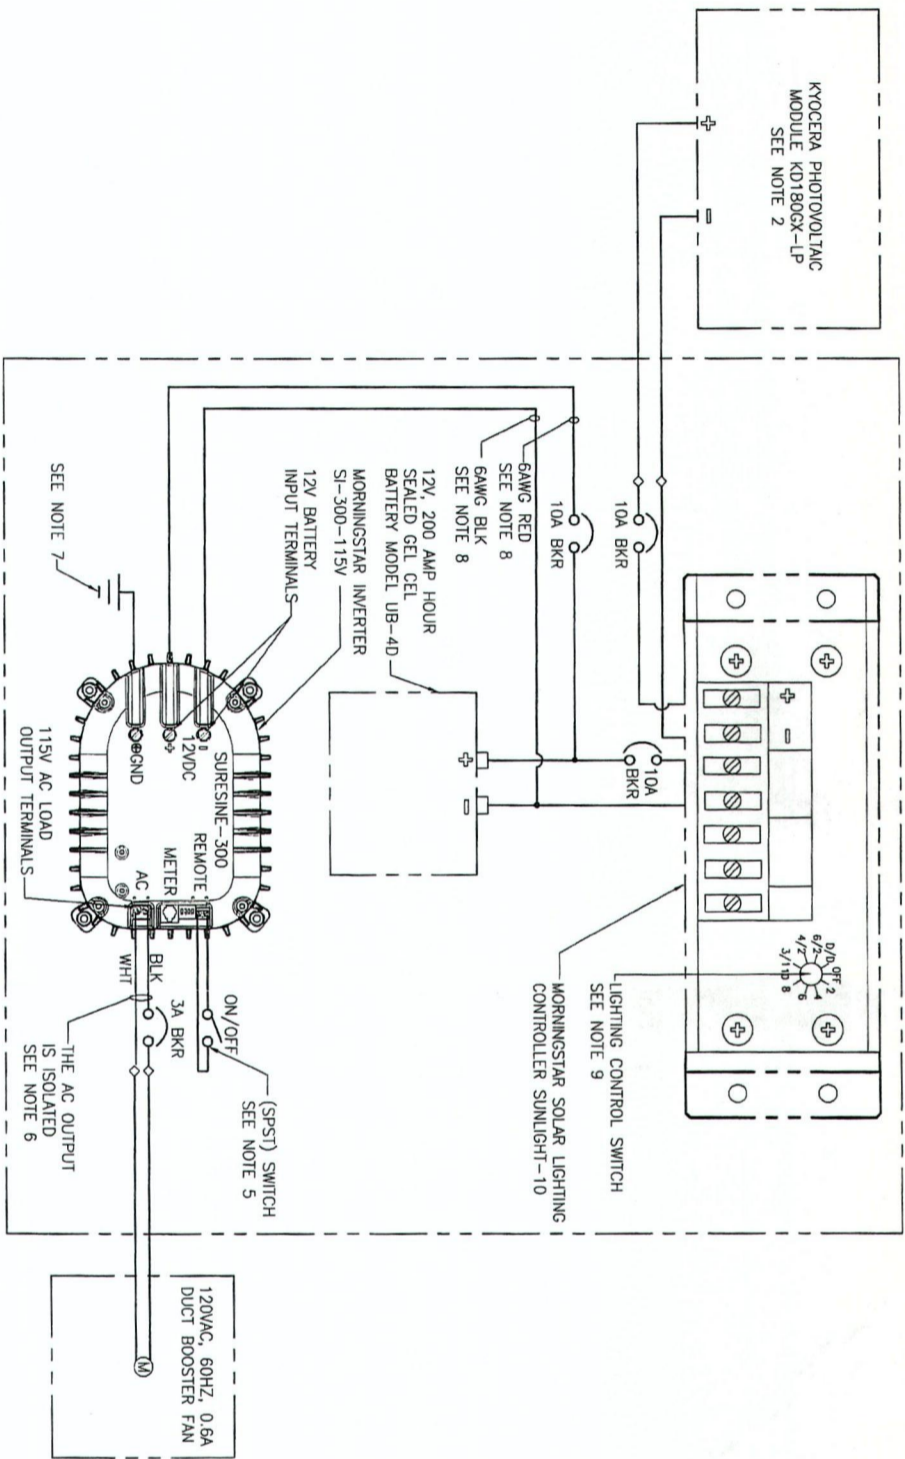 KYOCERA PHOTOVOLTAIC
MODULE KD180GX-LP
SEE NOTE 2
+
-
10A BKR
10A BKR
10A
BKR
6AWG RED
SEE NOTE 8
6AWG BLK
SEE NOTE 8
+
-
LIGHTING CONTROL SWITCH
SEE NOTE 9
MORNINGSTAR SOLAR LIGHTING
CONTROLLER SUNLIGHT-10
D/D OFF 2
6/2 4
4/2 6
3/1 10 8
12V, 200 AMP HOUR
SEALED GEL CEL
BATTERY MODEL UB-4D
+
-
MORNINGSTAR INVERTER
SI-300-115V
12V BATTERY
INPUT TERMINALS
SEE NOTE 7
SURESINE-300
-
12VDC
+
GND
REMOTE
METER
AC
115V AC LOAD
OUTPUT TERMINALS
ON/OFF
(SPST) SWITCH
SEE NOTE 5
3A BKR
BLK
WHT
THE AC OUTPUT
IS ISOLATED
SEE NOTE 6
120VAC, 60HZ, 0.6A
DUCT BOOSTER FAN
M